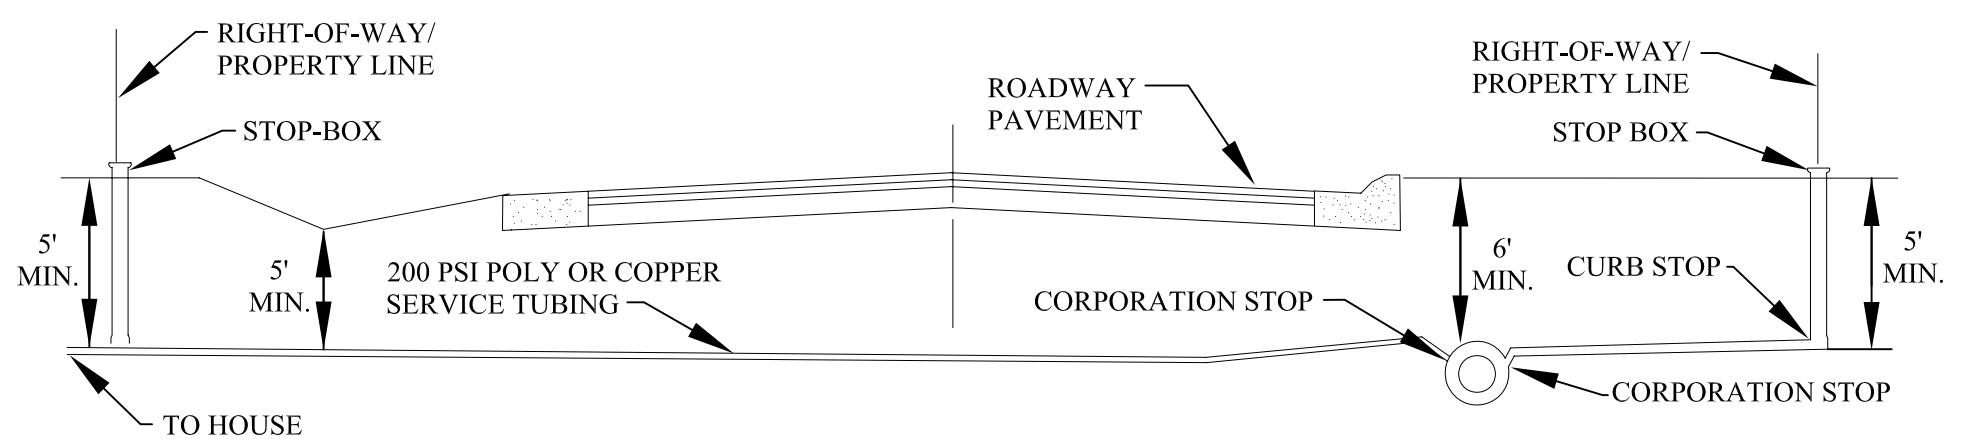 RIGHT-OF-WAY/
PROPERTY LINE
STOP-BOX
ROADWAY
PAVEMENT
RIGHT-OF-WAY/
PROPERTY LINE
STOP BOX
5'
MIN.
5'
MIN.
200 PSI POLY OR COPPER
SERVICE TUBING
CORPORATION STOP
6'
MIN.
CURB STOP
5'
MIN.
CORPORATION STOP
TO HOUSE